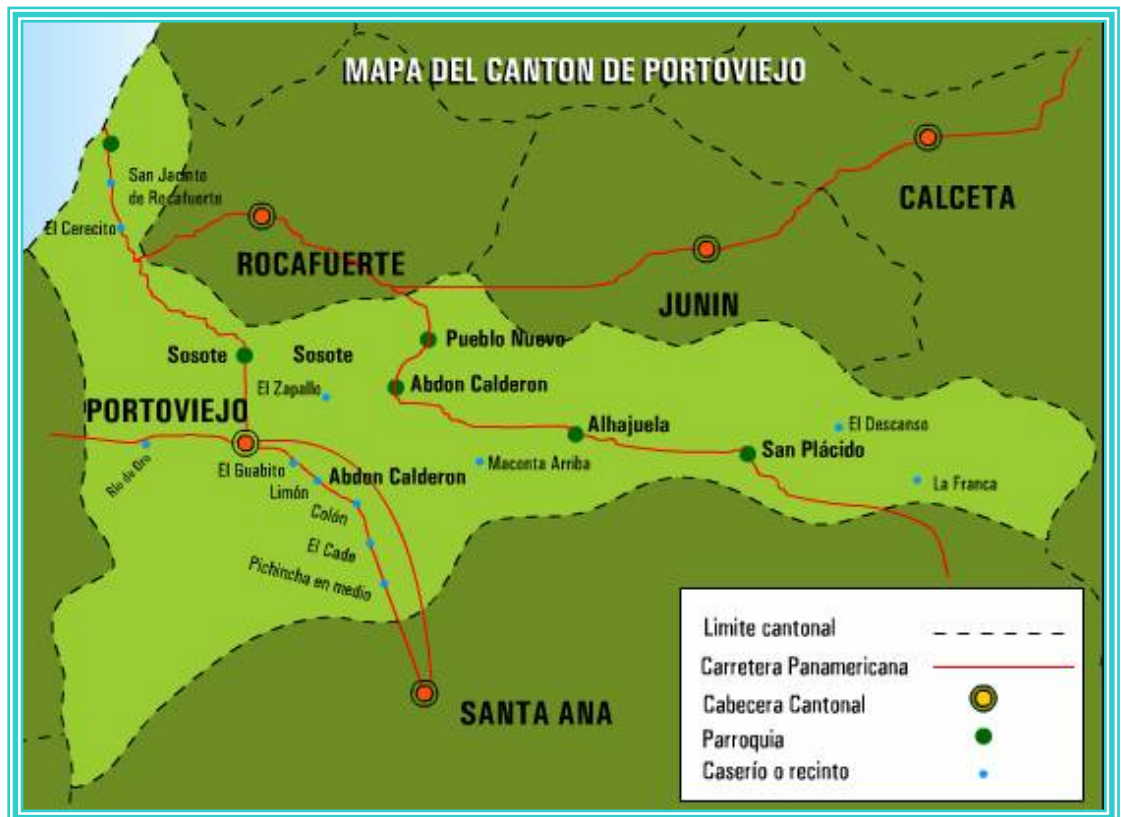 MAPA DEL CANTON DE PORTOVIEJO
San Jacinto
de Rocafuerte
El Cerecito
ROCAFUERTE
CALCETA
JUNIN
Sosote
Sosote
Pueblo Nuevo
El Zapallo
Abdon Calderon
PORTOVIEJO
Alhajuela
El Descanso
Río de Oro
El Guabito
Limón
Abdon Calderon
Maconta Arriba
San Plácido
La Franca
Colón
El Cade
Pichincha en medio
SANTA ANA
Limite cantonal
Carretera Panamericana
Cabecera Cantonal
Parroquia
Caserío o recinto